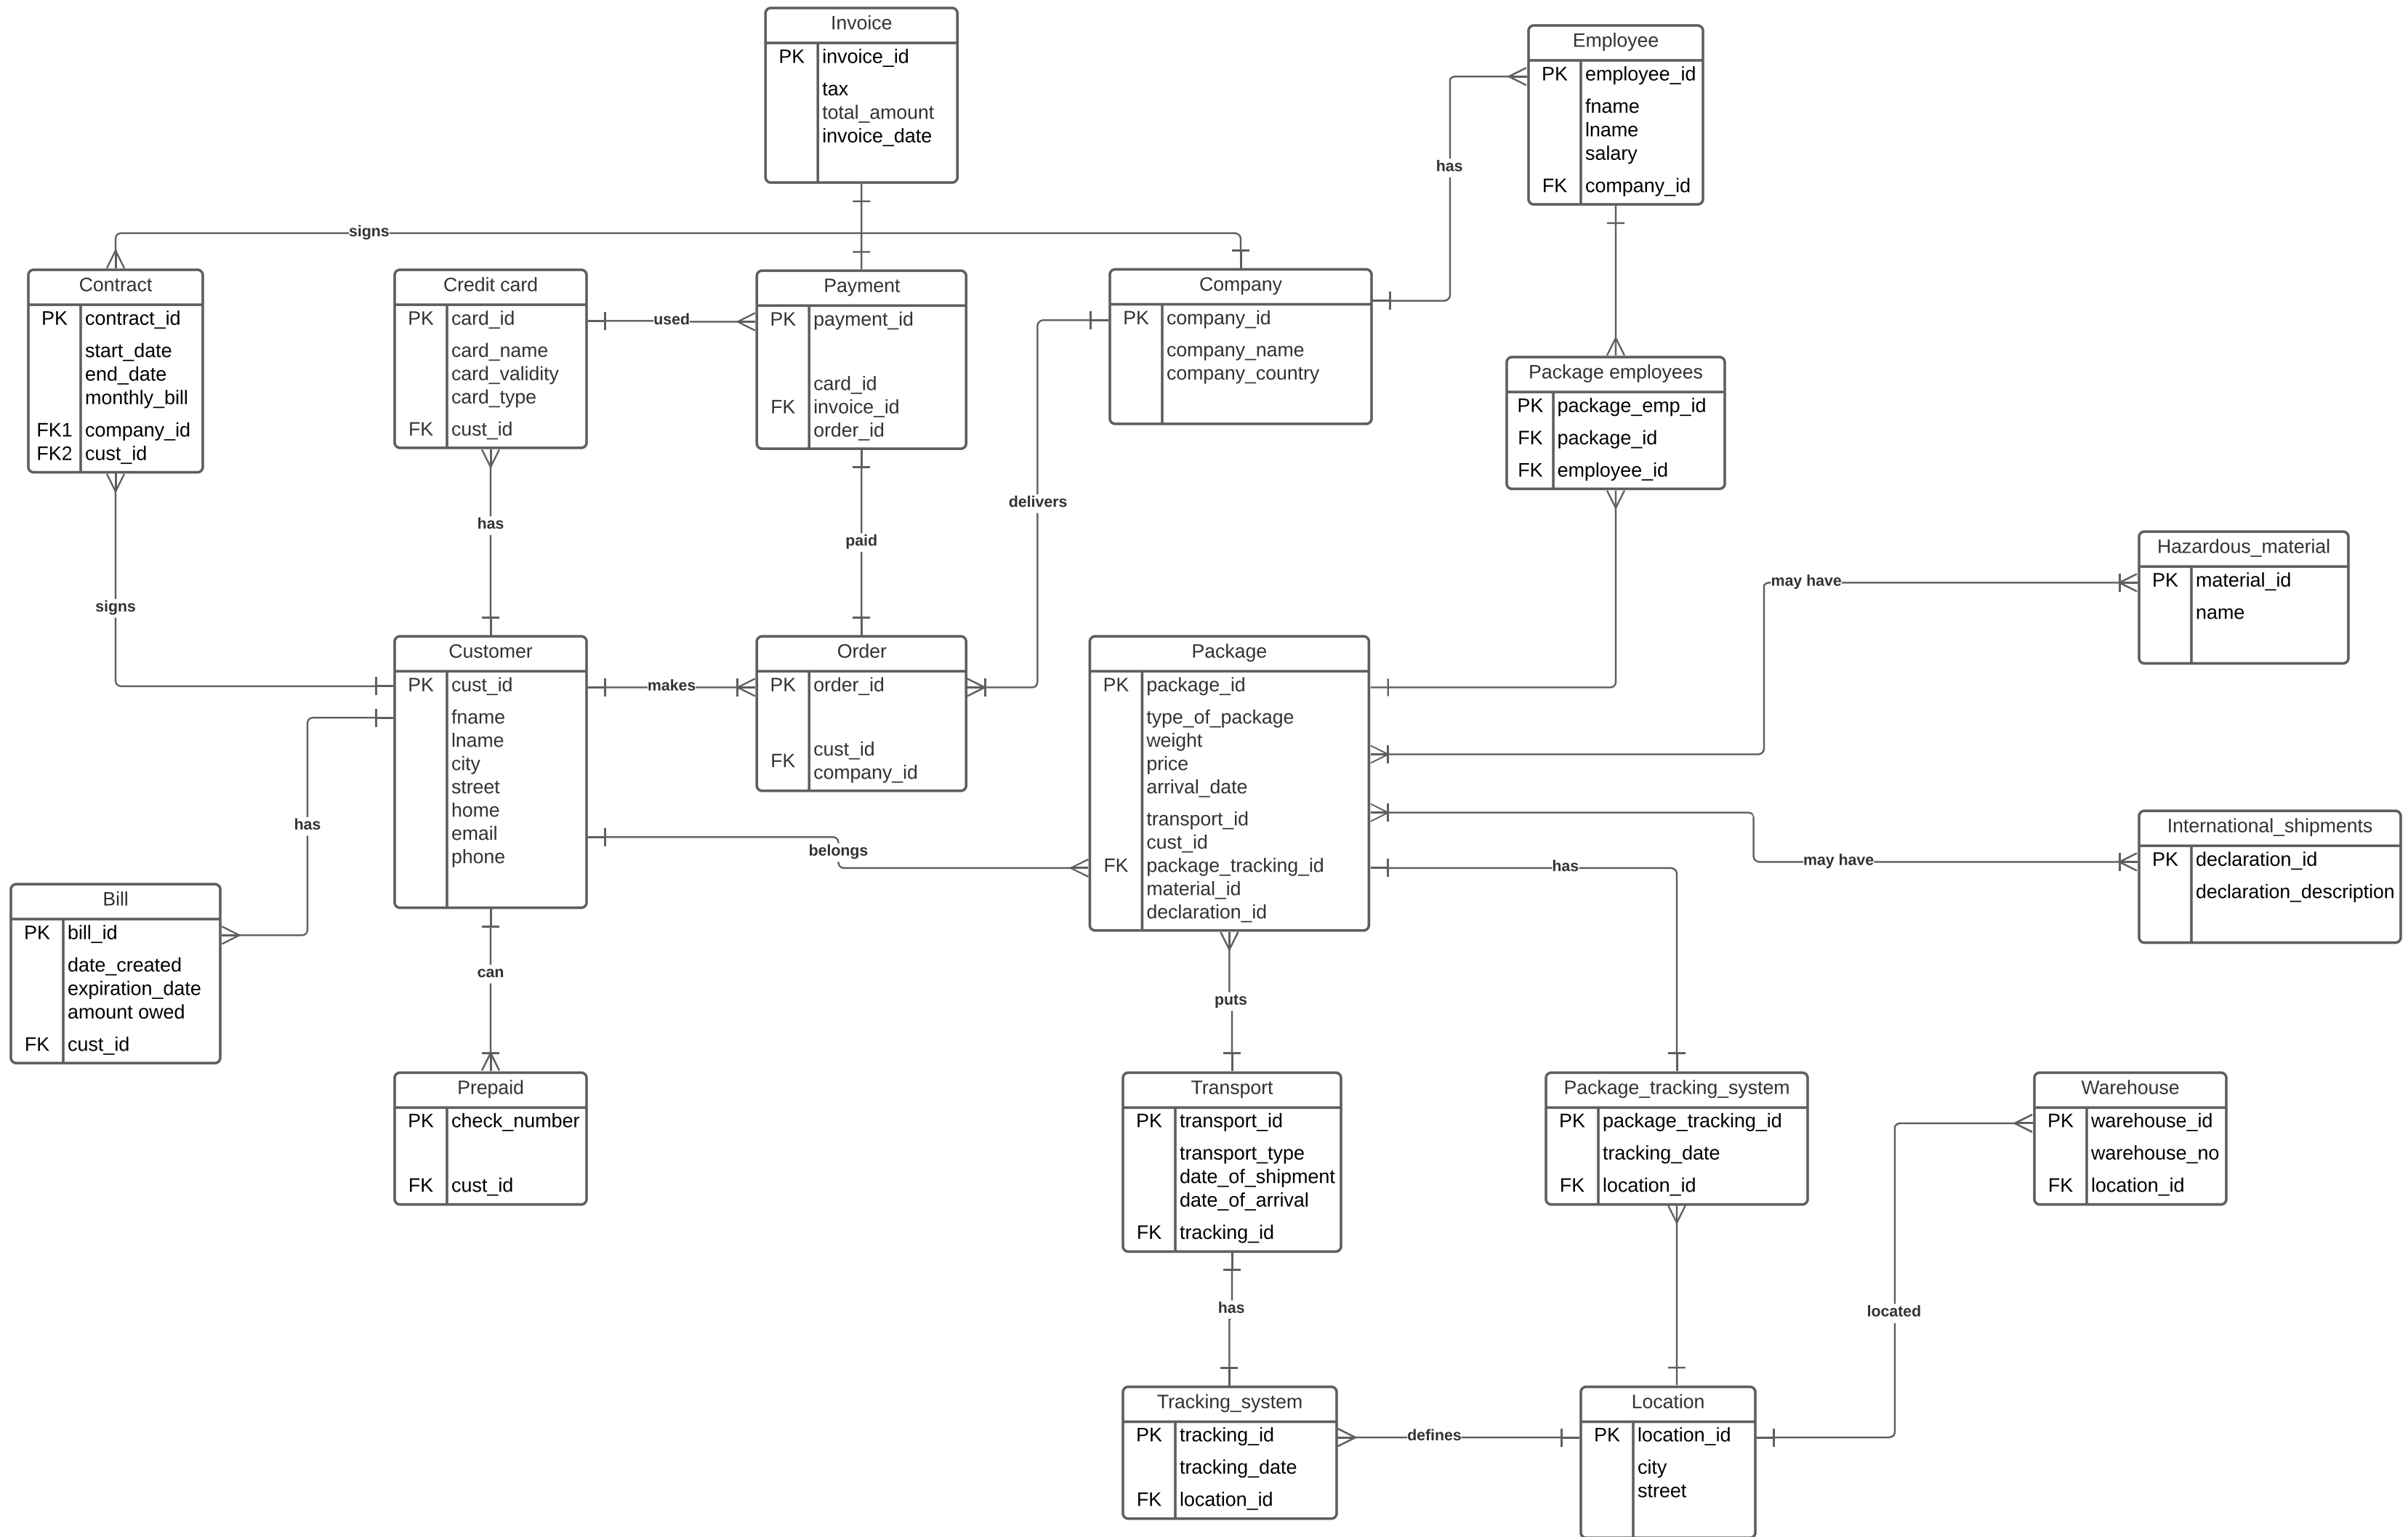 Invoice
PK invoice_id
tax
total_amount
invoice_date
Employee
PK employee_id
fname
lname
salary
FK company_id
has
signs
Contract
PK contract_id
start_date
end_date
monthly_bill
FK1 company_id
FK2 cust_id
Credit card
PK card_id
card_name
card_validity
card_type
FK cust_id
used
Payment
PK payment_id
card_id
FK invoice_id
order_id
Company
PK company_id
company_name
company_country
Package employees
PK package_emp_id
FK package_id
FK employee_id
delivers
has
paid
signs
Hazardous_material
PK material_id
name
may have
Customer
PK cust_id
fname
lname
city
street
home
email
phone
makes
Order
PK order_id
cust_id
FK
company_id
Package
PK package_id
type_of_package
weight
price
arrival_date
transport_id
cust_id
FK package_tracking_id
material_id
declaration_id
has
belongs
has
may have
International_shipments
PK declaration_id
declaration_description
Bill
PK bill_id
date_created
expiration_date
amount owed
FK cust_id
can
puts
Prepaid
PK check_number
FK cust_id
Transport
PK transport_id
transport_type
date_of_shipment
date_of_arrival
FK tracking_id
Package_tracking_system
PK package_tracking_id
tracking_date
FK location_id
Warehouse
PK warehouse_id
warehouse_no
FK location_id
has
located
Tracking_system
PK tracking_id
tracking_date
FK location_id
defines
Location
PK location_id
city
street